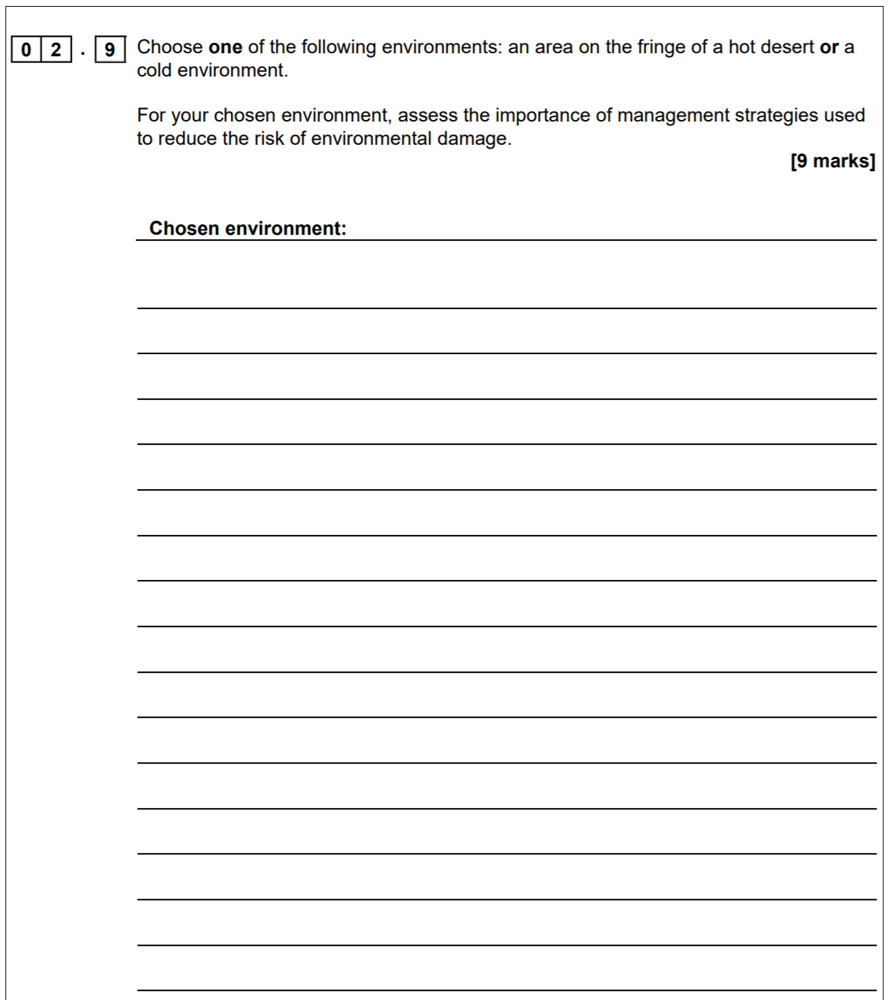 0 2 . 9 Choose one of the following environments: an area on the fringe of a hot desert or a
cold environment.
For your chosen environment, assess the importance of management strategies used
to reduce the risk of environmental damage.
[9 marks]
Chosen environment: